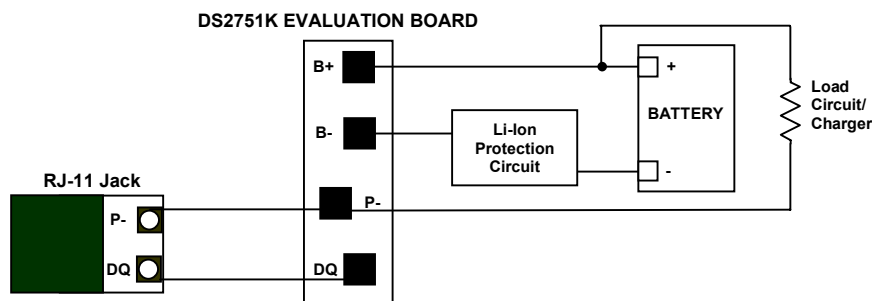 DS2751K EVALUATION BOARD
B+
+
BATTERY
Load
Circuit/
Charger
B-
Li-Ion
Protection
Circuit
-
RJ-11 Jack
P-
P-
DQ
DQ